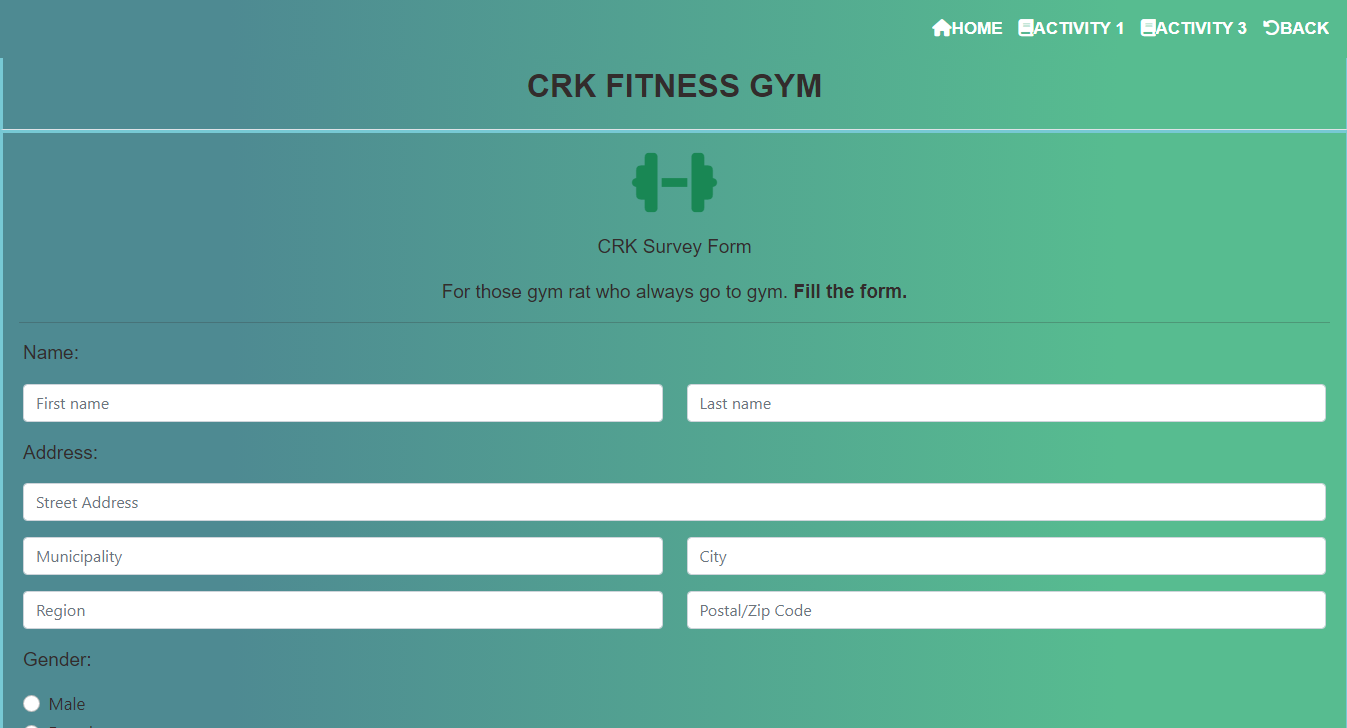 HOME ACTIVITY 1 ACTIVITY 3 BACK
CRK FITNESS GYM
CRK Survey Form
For those gym rat who always go to gym. Fill the form.
Name:
First name Last name
Address:
Street Address
Municipality City
Region Postal/Zip Code
Gender:
Male